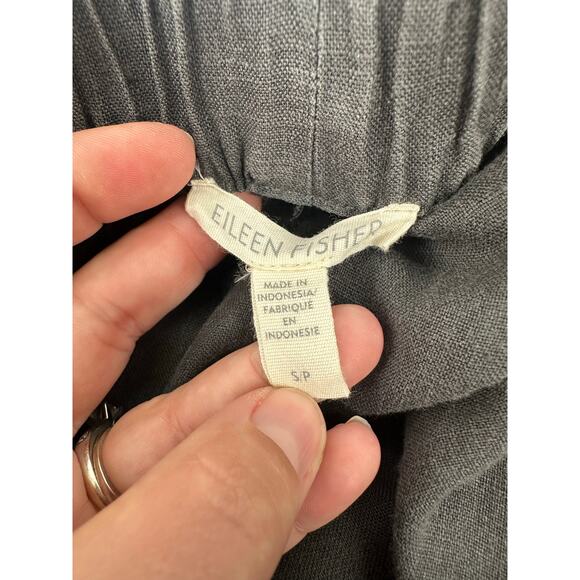 EILEEN FISHER
MADE IN
INDONESIA/
FABRIQUÉ
EN
INDONESIE
S/P